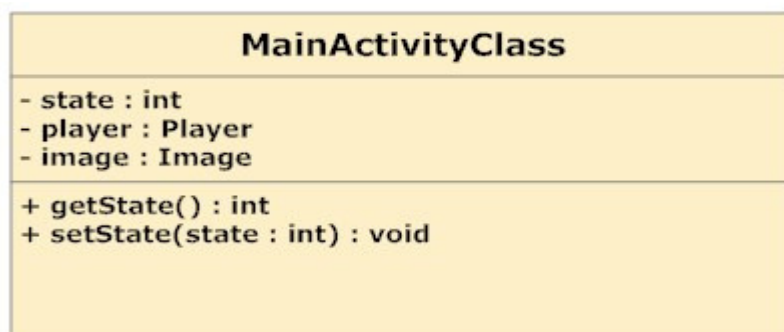 MainActivityClass
- state : int
- player : Player
- image : Image
+ getState() : int
+ setState(state : int) : void